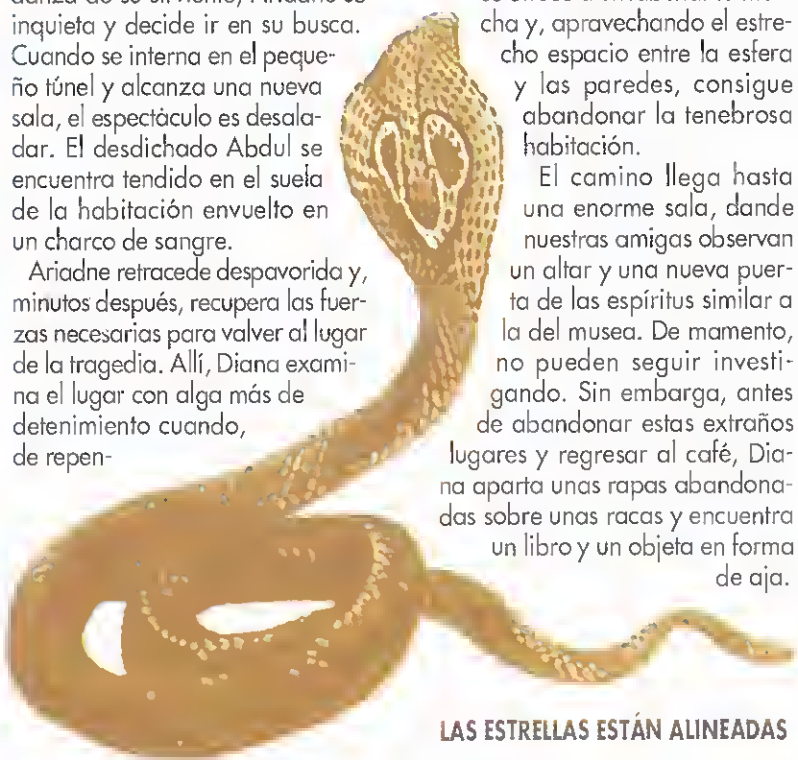 inquieta y decide ir en su busca.
Cuando se interna en el peque-
ño túnel y alcanza una nueva
sala, el espectáculo es desala-
dar. El desdichado Abdul se
encuentra tendido en el suela
de la habitación envuelto en
un charco de sangre.
Ariadne retracede despavorida y,
minutos después, recupera las fuer-
zas necesarias para valver al lugar
de la tragedia. Allí, Diana exami-
na el lugar con alga más de
detenimiento cuando,
de repen-
cha y, apravechando el estre-
cho espacio entre la esfera
y las paredes, consigue
abandonar la tenebrosa
habitación.
El camino llega hasta
una enorme sala, dande
nuestras amigas observan
un altar y una nueva puer-
ta de las espíritus similar a
la del musea. De mamento,
no pueden seguir investi-
gando. Sin embarga, antes
de abandonar estas extraños
lugares y regresar al café, Dia-
na aparta unas rapas abandona-
das sobre unas racas y encuentra
un libro y un objeta en forma
de aja.
LAS ESTRELLAS ESTÁN ALINEADAS